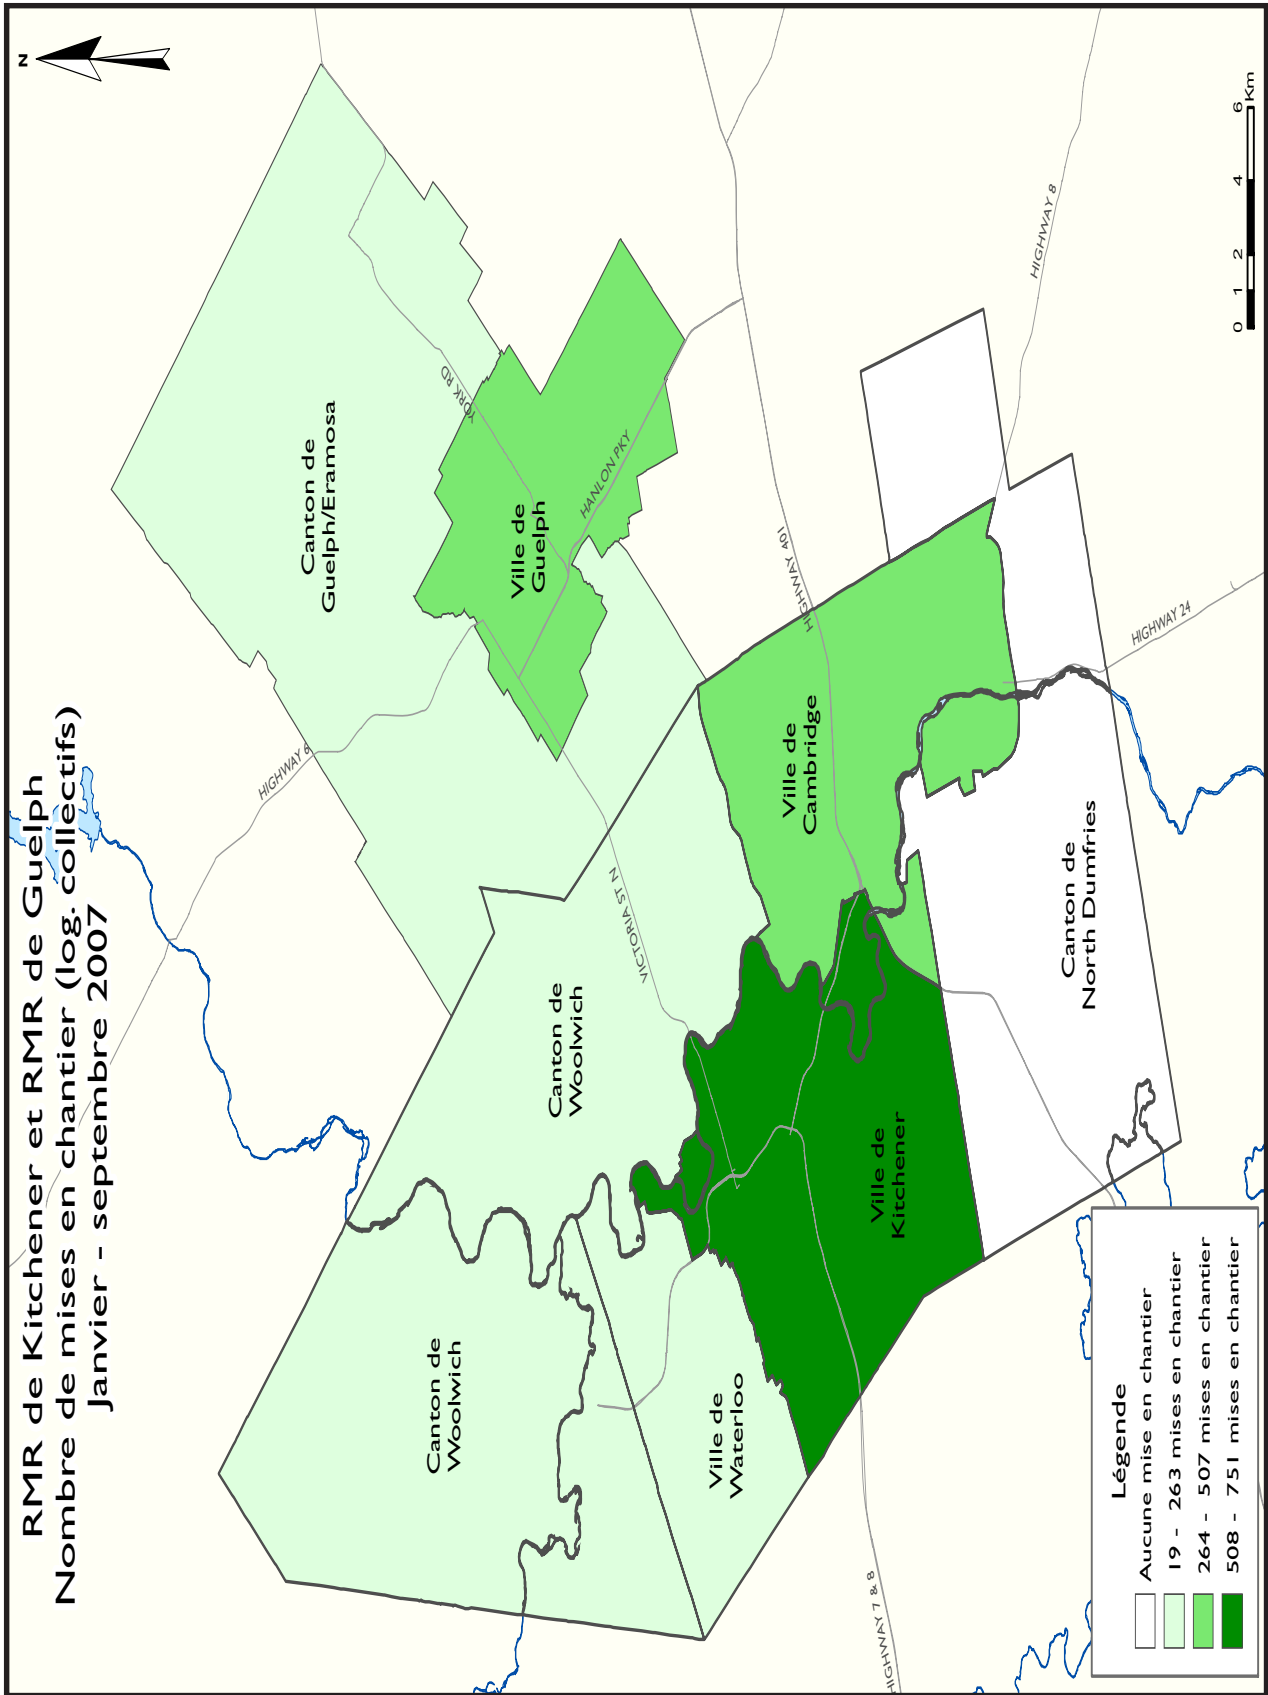 RMR de Kitchener et RMR de Guelph
Nombre de mises en chantier (log. collectifs)
Janvier - septembre 2007
N
HIGHWAY 6
Canton de
Guelph/Eramosa
YORK RD
Ville de
Guelph
HANLON PKY
Canton de
Woolwich
Canton de
Woolwich
VICTORIA ST N
Ville de
Waterloo
Ville de
Kitchener
Ville de
Cambridge
HIGHWAY 401
HIGHWAY 8
HIGHWAY 24
Canton de
North Dumfries
HIGHWAY 7 & 8
Légende
Aucune mise en chantier
19 - 263 mises en chantier
264 - 507 mises en chantier
508 - 751 mises en chantier
0 1 2 4 6
Km